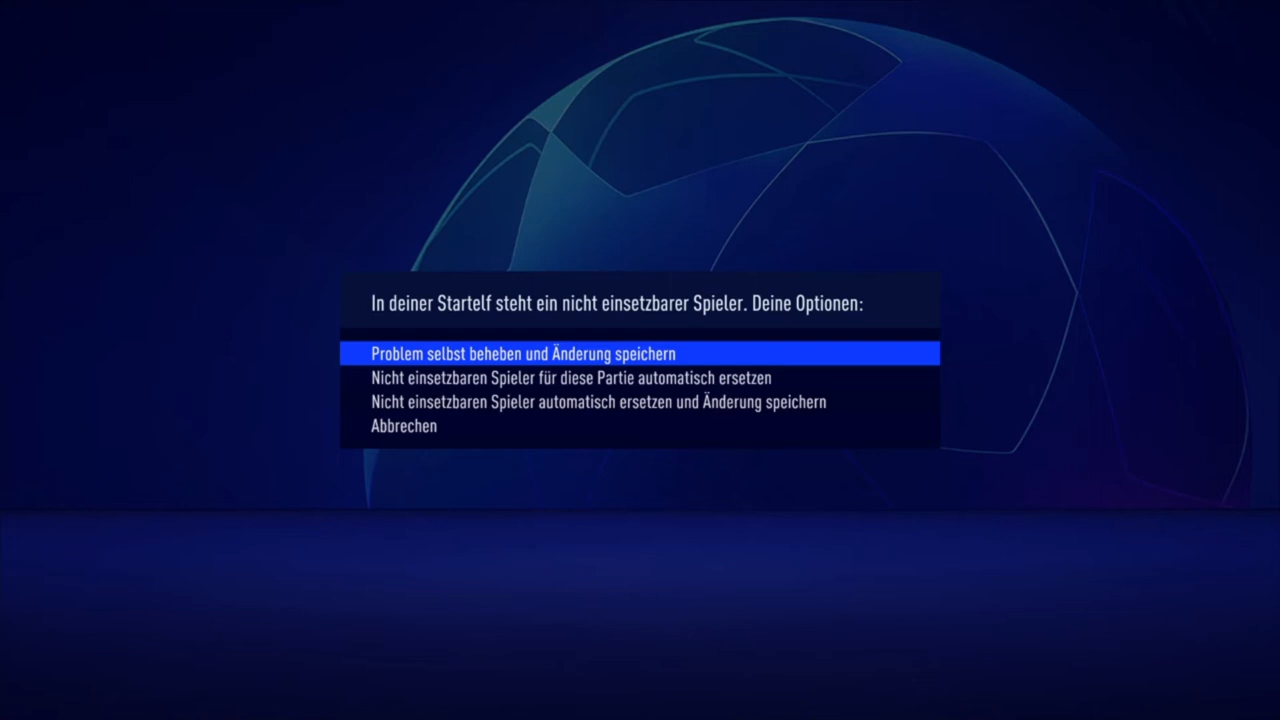 In deiner Startelf steht ein nicht einsetzbarer Spieler. Deine Optionen:
Problem selbst beheben und Änderung speichern
Nicht einsetzbaren Spieler für diese Partie automatisch ersetzen
Nicht einsetzbaren Spieler automatisch ersetzen und Änderung speichern
Abbrechen